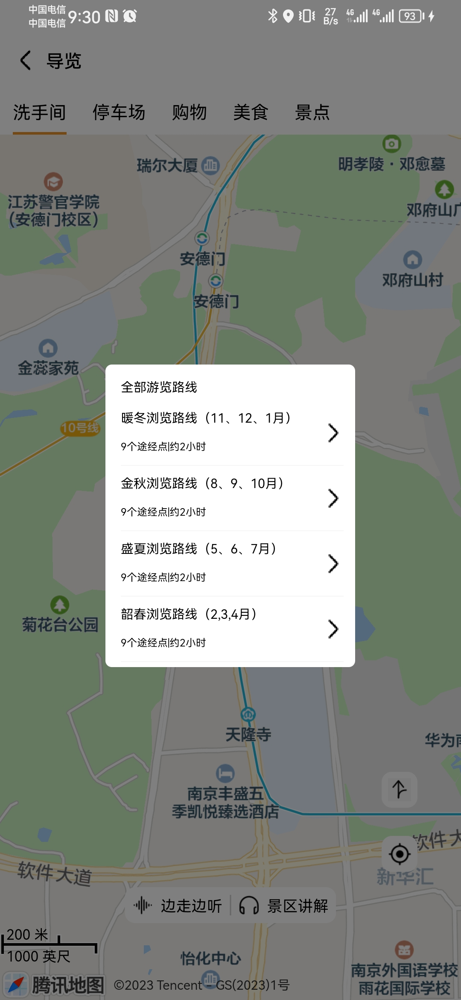 中国电信
中国电信
9:30
27
B/s
4G
4G
93
导览
洗手间
停车场
购物
美食
景点
瑞尔大厦
明孝陵·邓愈墓
江苏警官学院
(安德门校区)
邓府山广
安德门
邓府山村
安德门
金蕊家苑
10号线
全部游览路线
暖冬浏览路线（11、12、1月）
9个途经点|约2小时
金秋浏览路线（8、9、10月）
9个途经点|约2小时
盛夏浏览路线（5、6、7月）
9个途经点|约2小时
韶春浏览路线（2,3,4月）
9个途经点|约2小时
菊花台公园
天隆寺
华为南
南京丰盛五
季凯悦臻选酒店
软件大
软件大道
新华汇
边走边听
景区讲解
200 米
1000 英尺
怡化中心
南京外国语学校
雨花国际学校
腾讯地图
©2023 Tencent - GS(2023)1号